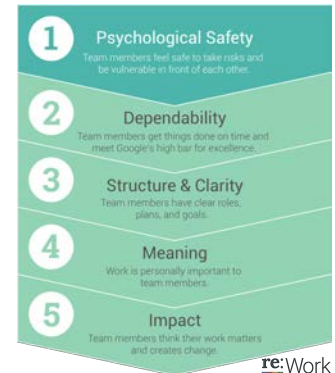 1
Psychological Safety
Team members feel safe to take risks and
be vulnerable in front of each other.
2
Dependability
Team members get things done on time and
meet Google's high bar for excellence.
3
Structure & Clarity
Team members have clear roles,
plans, and goals.
4
Meaning
Work is personally important to
team members.
5
Impact
Team members think their work matters
and creates change.
re:Work